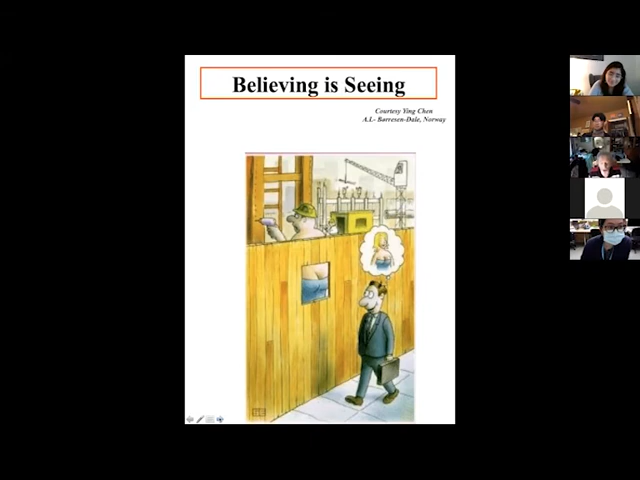 Believing is Seeing
Courtesy Ying Chen
A.L- Børresen-Dale, Norway